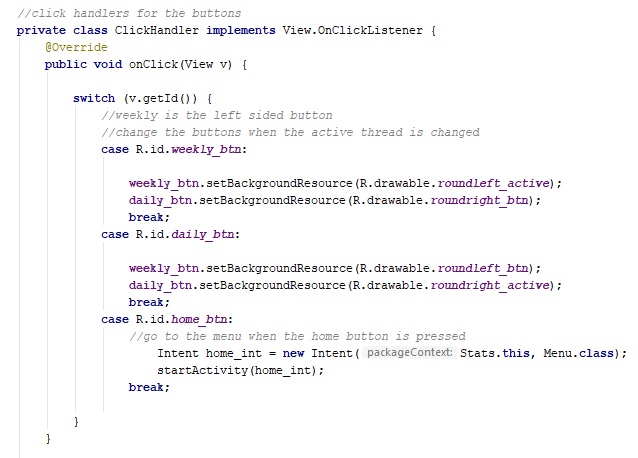 //click handlers for the buttons
private class ClickHandler implements View.OnClickListener {
@Override
public void onClick(View v) {
switch (v.getId()) {
//weekly is the left sided button
//change the buttons when the active thread is changed
case R.id.weekly_btn:
weekly_btn.setBackgroundResource(R.drawable.roundleft_active);
daily_btn.setBackgroundResource(R.drawable.roundright_btn);
break;
case R.id.daily_btn:
weekly_btn.setBackgroundResource(R.drawable.roundleft_btn);
daily_btn.setBackgroundResource(R.drawable.roundright_active);
break;
case R.id.home_btn:
//go to the menu when the home button is pressed
Intent home_int = new Intent( packageContext: Stats.this, Menu.class);
startActivity(home_int);
break;
}
}